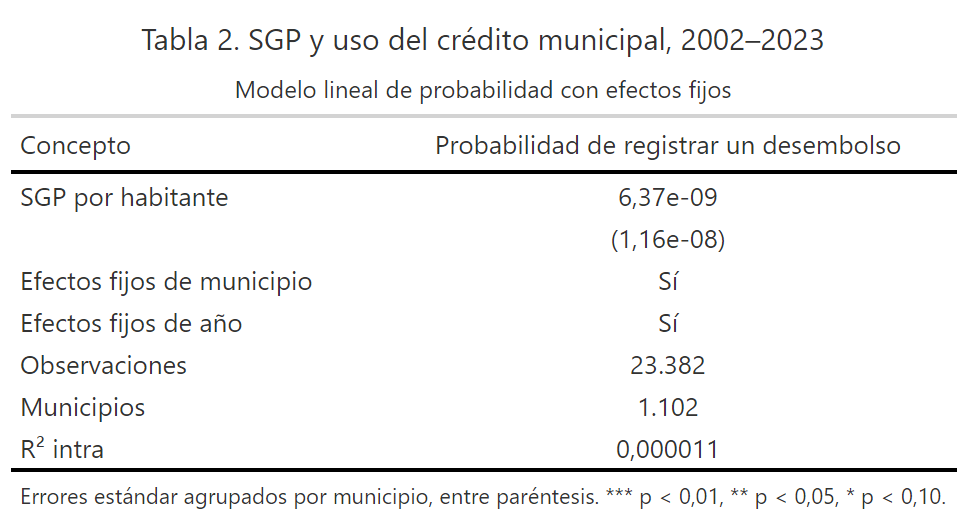 Tabla 2. SGP y uso del crédito municipal, 2002–2023
Modelo lineal de probabilidad con efectos fijos
Concepto Probabilidad de registrar un desembolso
SGP por habitante 6,37e-09
(1,16e-08)
Efectos fijos de municipio Sí
Efectos fijos de año Sí
Observaciones 23.382
Municipios 1.102
R² intra 0,000011
Errores estándar agrupados por municipio, entre paréntesis. *** p < 0,01, ** p < 0,05, * p < 0,10.